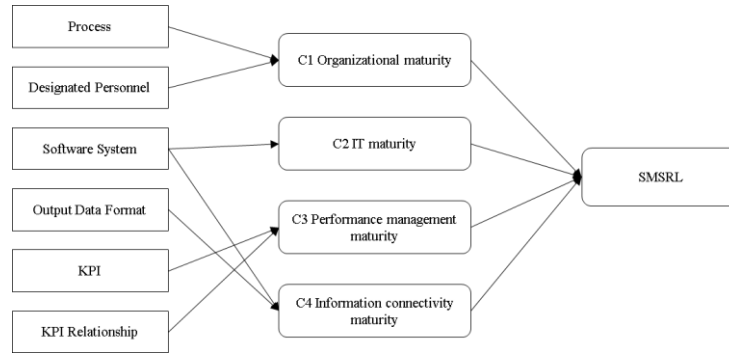 Process
Designated Personnel
Software System
Output Data Format
KPI
KPI Relationship
C1 Organizational maturity
C2 IT maturity
C3 Performance management
maturity
C4 Information connectivity
maturity
SMSRL